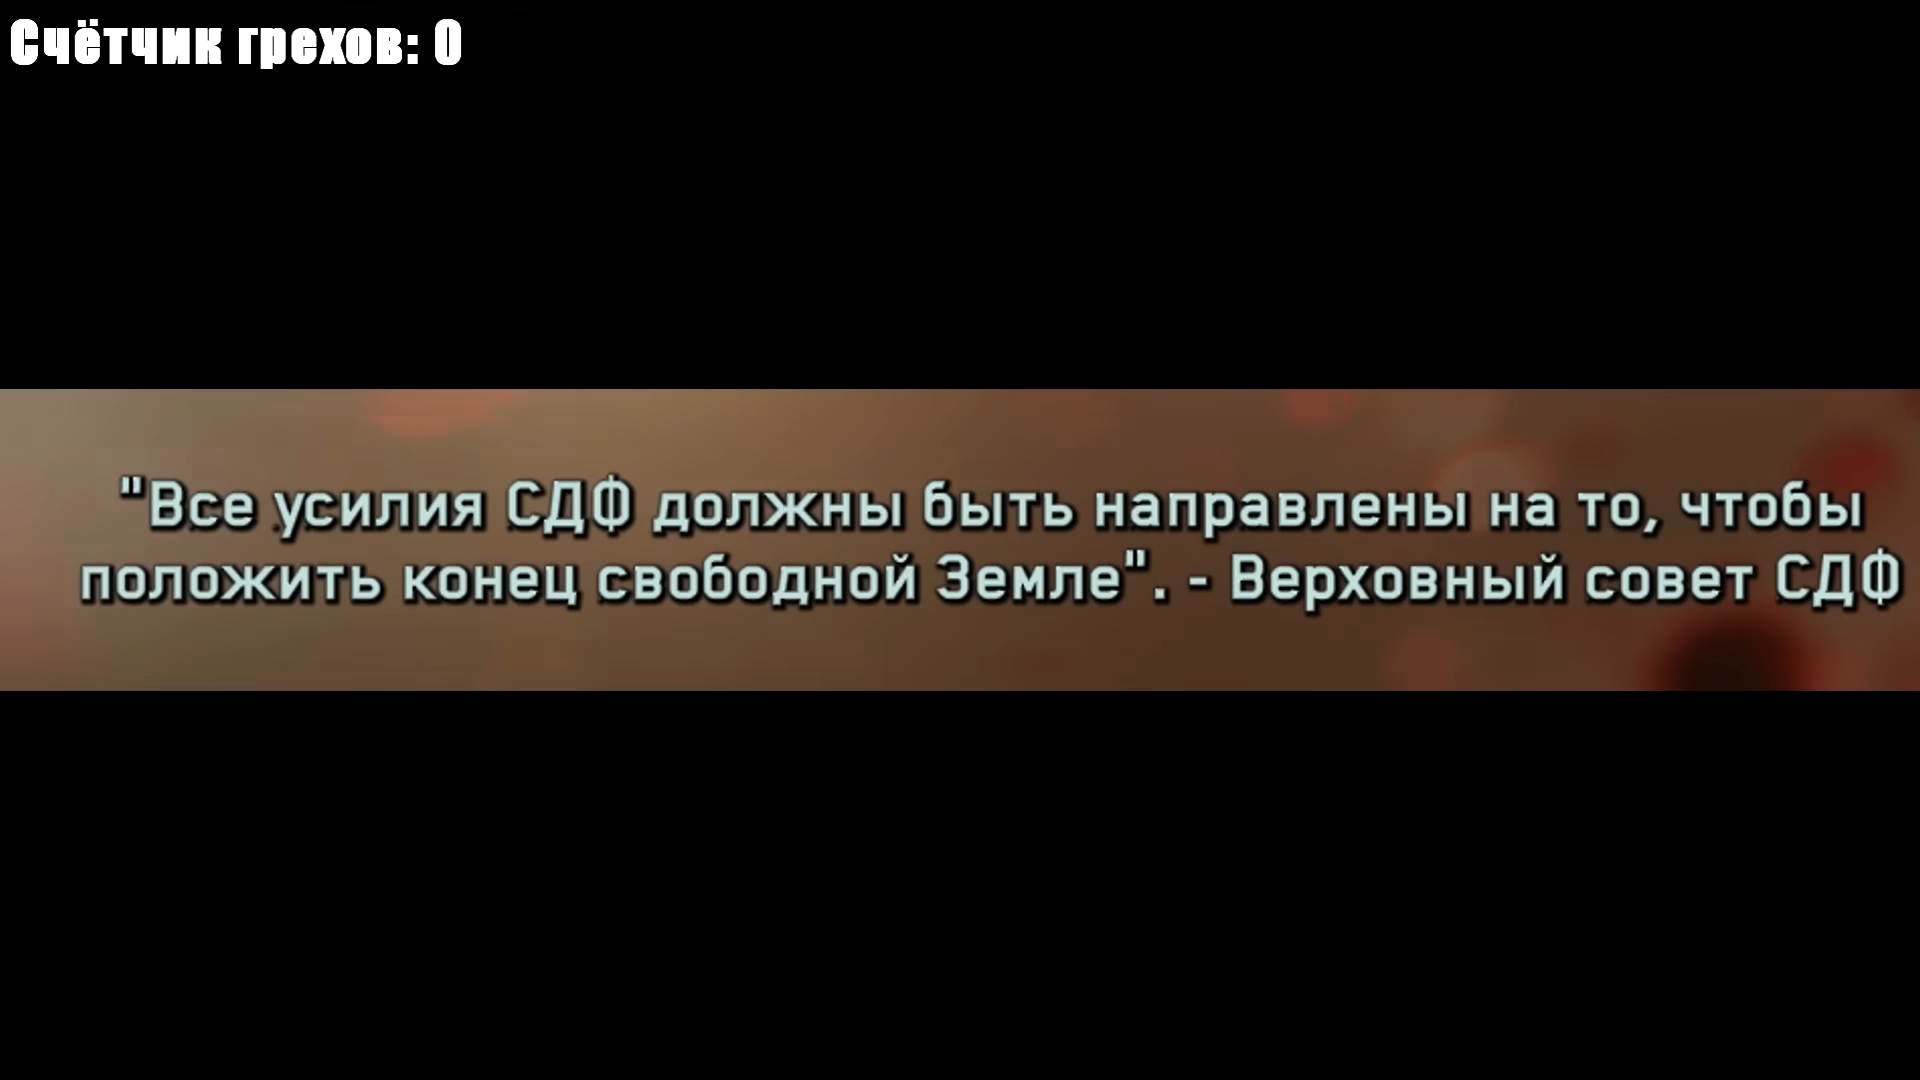 Счётчик грехов: 0
"Все усилия СДФ должны быть направлены на то, чтобы
положить конец свободной Земле". - Верховный совет СДФ